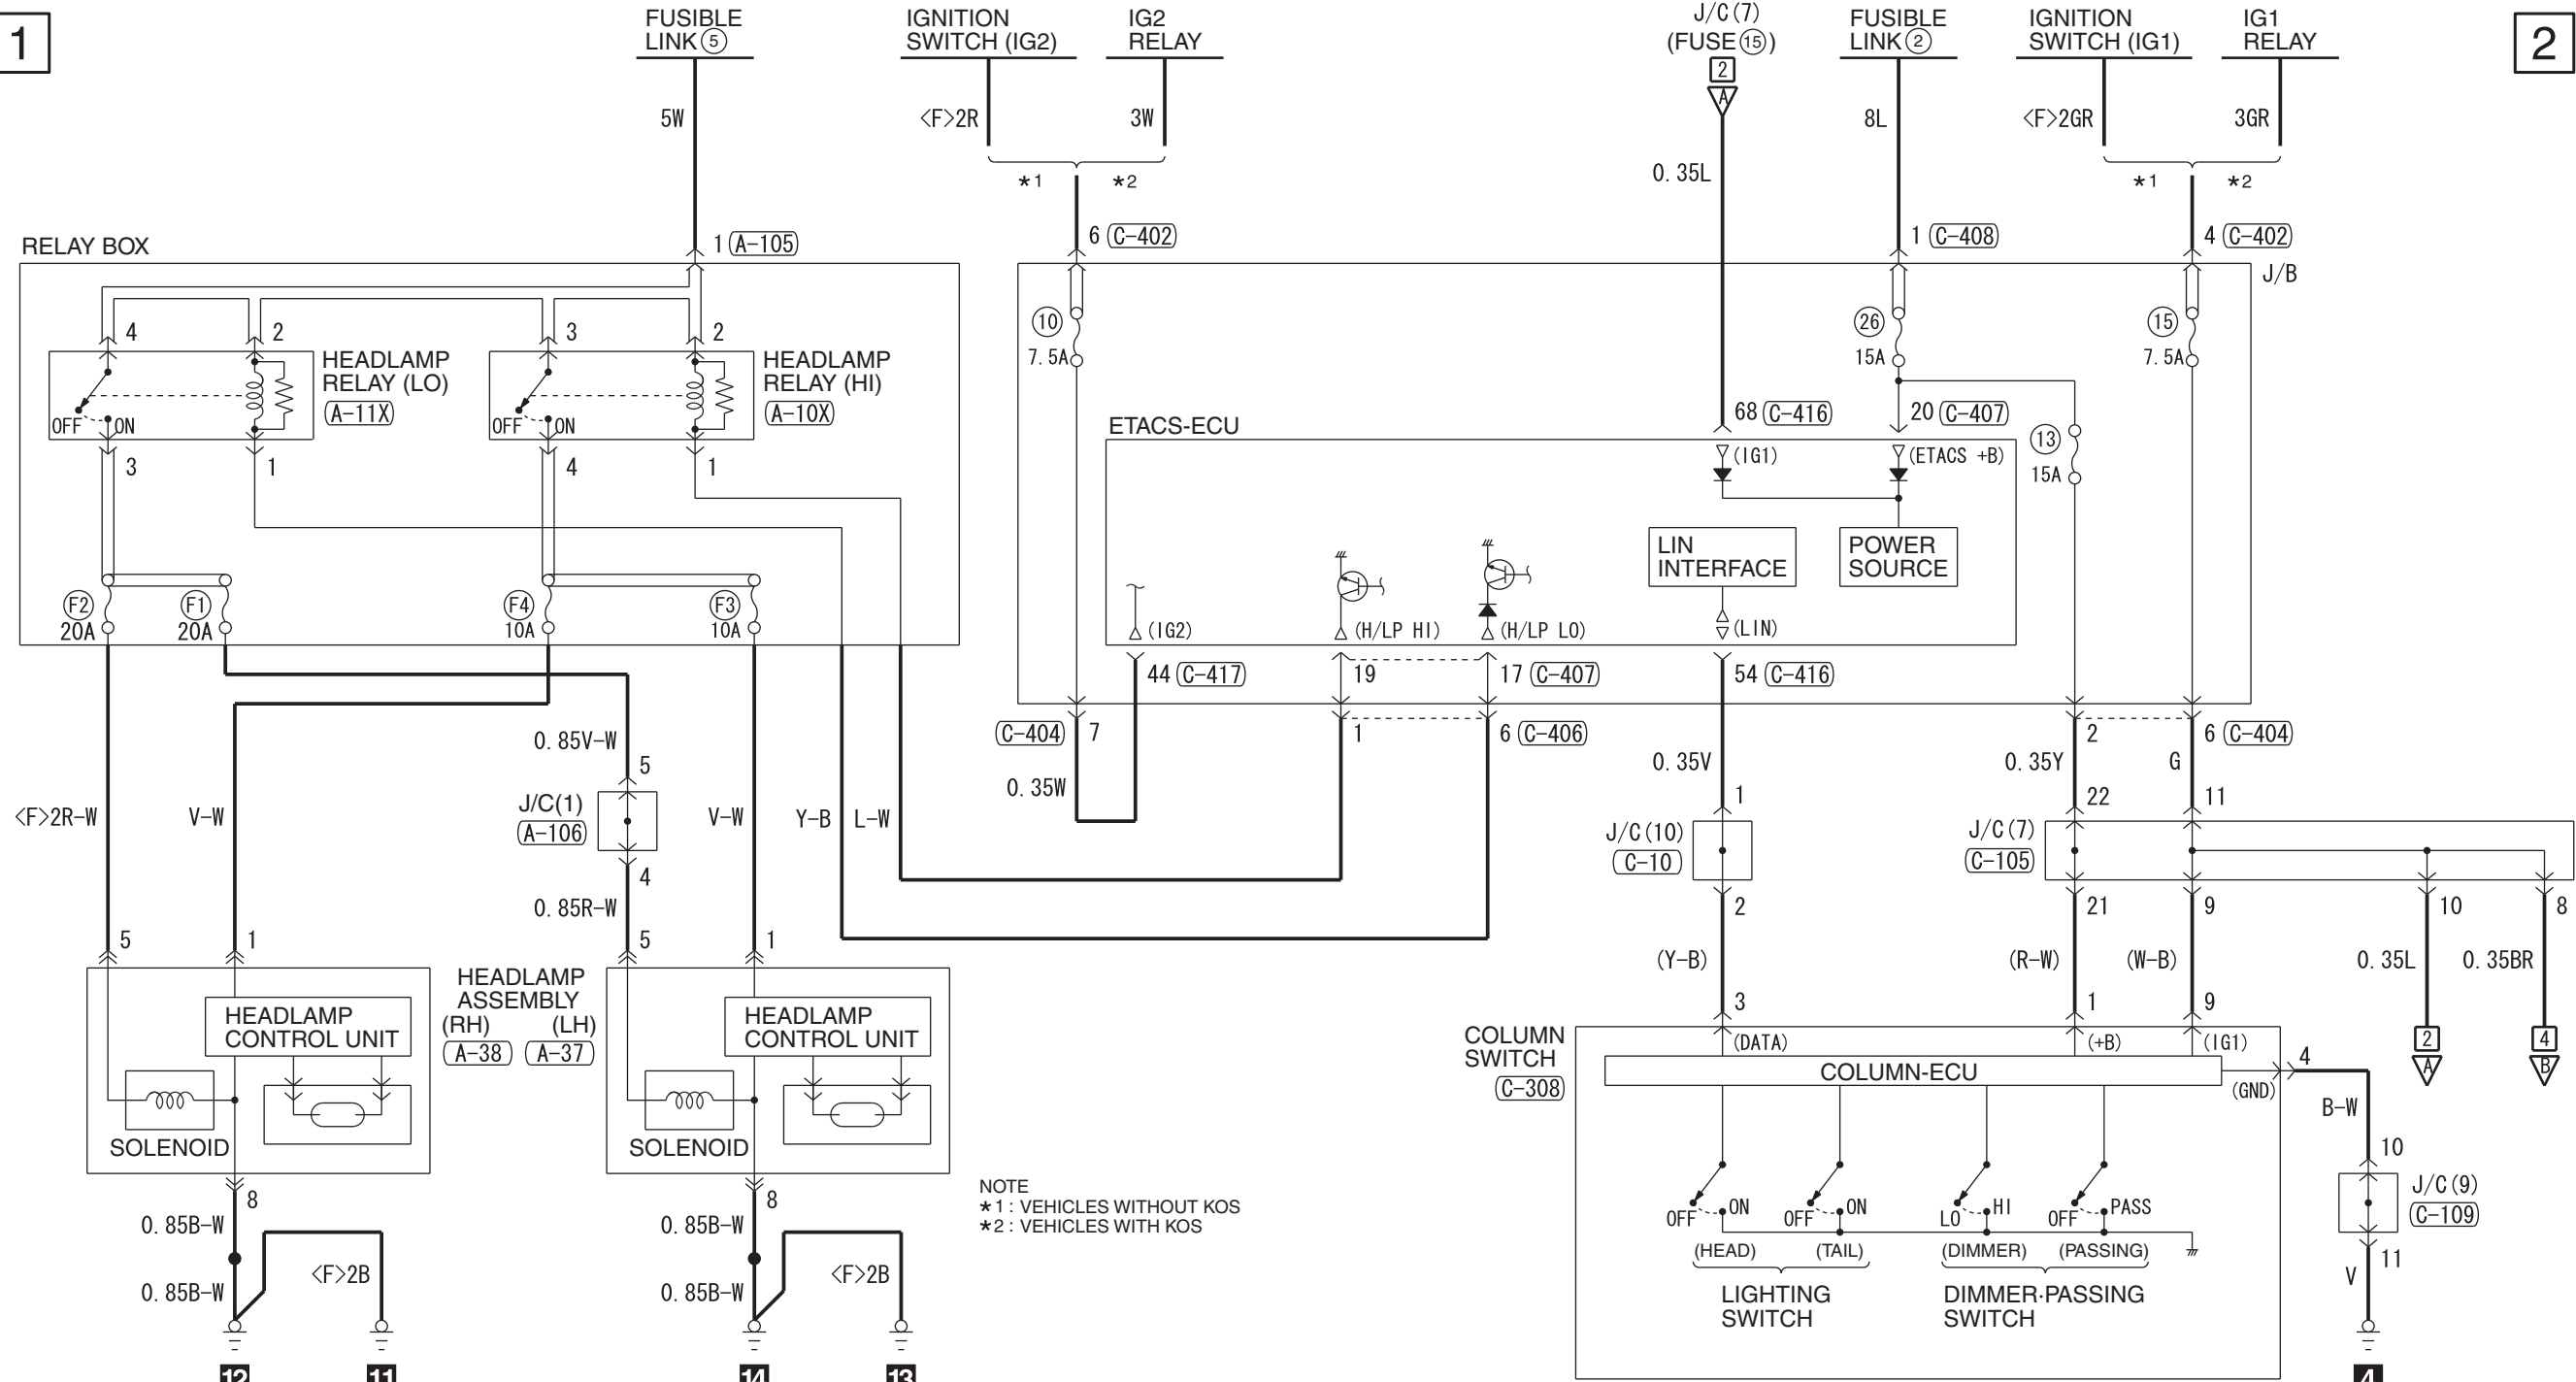 1
FUSIBLE
LINK ⑤
IGNITION
SWITCH (IG2)
IG2
RELAY
J/C (7)
(FUSE ⑮)
FUSIBLE
LINK ②
IGNITION
SWITCH (IG1)
IG1
RELAY
2
2
A
5W
<F>2R
3W
8L
<F>2GR
3GR
0.35L
*1
*2
*1
*2
RELAY BOX
1 (A-105)
6 (C-402)
1 (C-408)
4 (C-402)
J/B
4
2
3
2
HEADLAMP
RELAY (LO)
(A-11X)
HEADLAMP
RELAY (HI)
(A-10X)
OFF
ON
OFF
ON
3
1
4
1
10
7.5A
26
15A
15
7.5A
ETACS-ECU
68 (C-416)
20 (C-407)
13
15A
(IG1)
(ETACS +B)
LIN
INTERFACE
POWER
SOURCE
F2
20A
F1
20A
F4
10A
F3
10A
(IG2)
(H/LP HI)
(H/LP LO)
(LIN)
44 (C-417)
19
17 (C-407)
54 (C-416)
(C-404) 7
1
6 (C-406)
2
6 (C-404)
0.85V-W
5
0.35W
0.35V
0.35Y
G
1
22
11
<F>2R-W
V-W
J/C(1)
(A-106)
V-W
Y-B
L-W
J/C (10)
(C-10)
J/C (7)
(C-105)
4
0.85R-W
2
21
9
10
8
5
1
5
1
(Y-B)
(R-W)
(W-B)
0.35L
0.35BR
3
1
9
HEADLAMP
CONTROL UNIT
SOLENOID
HEADLAMP
ASSEMBLY
(RH)
(LH)
(A-38)
(A-37)
HEADLAMP
CONTROL UNIT
SOLENOID
COLUMN
SWITCH
(C-308)
(DATA)
(+B)
(IG1)
COLUMN-ECU
(GND)
4
2
A
4
B
B-W
10
J/C (9)
(C-109)
11
V
8
8
0.85B-W
0.85B-W
<F>2B
0.85B-W
0.85B-W
<F>2B
NOTE
*1 : VEHICLES WITHOUT KOS
*2 : VEHICLES WITH KOS
OFF
ON
OFF
ON
LO
HI
OFF
PASS
(HEAD)
(TAIL)
(DIMMER)
(PASSING)
LIGHTING
SWITCH
DIMMER·PASSING
SWITCH
12
11
14
13
4